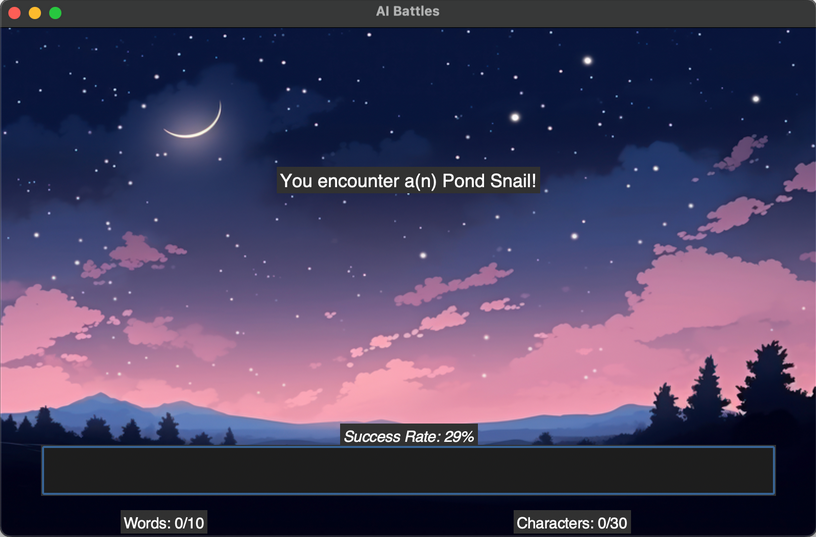 AI Battles
You encounter a(n) Pond Snail!
Success Rate: 29%
Words: 0/10
Characters: 0/30